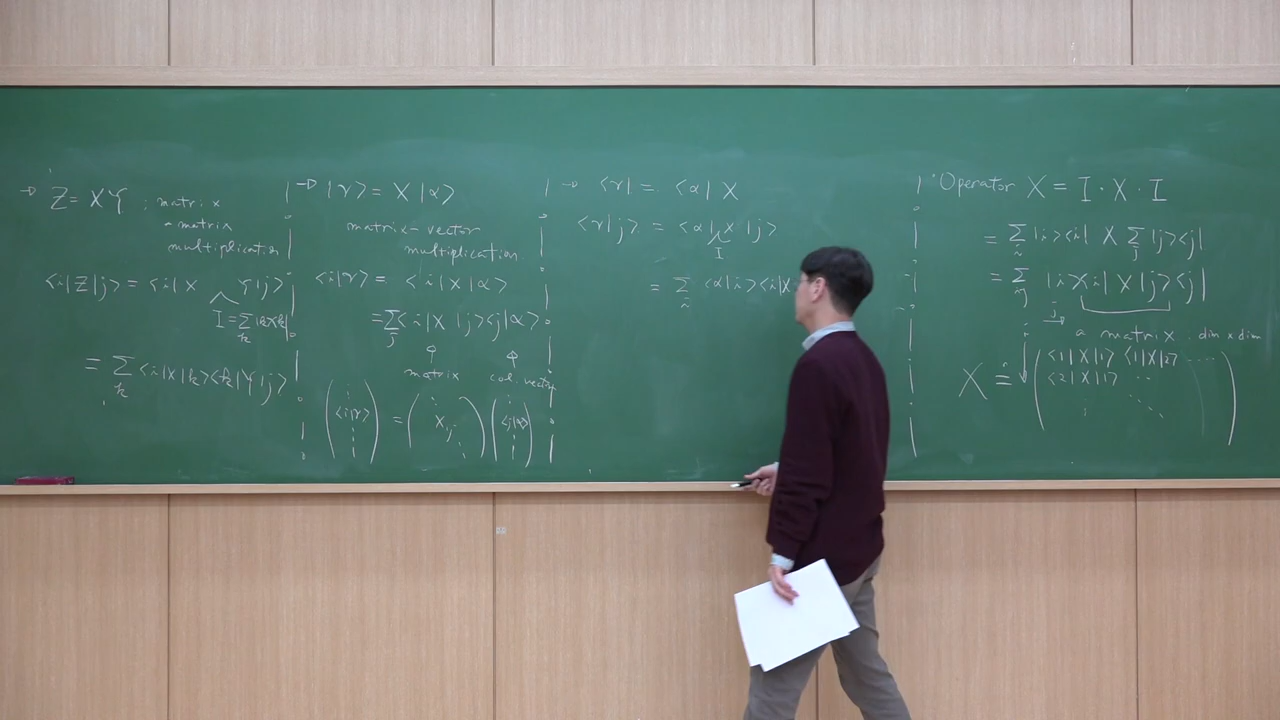 → Z = XY : matrix
- matrix
multiplication
<i|Z|j> = <i|X Y|j>
I = Σ_k |k><k|
= Σ_k <i|X|k><k|Y|j>
→ |γ> = X|α>
matrix-vector
multiplication
<i|γ> = <i|X|α>
= Σ_j <i|X|j><j|α>
matrix col. vector
( <i|γ> ) = ( X_ij ) ( <j|α> )
→ <γ| = <α|X
<γ|j> = <α|X|j>
I
= Σ_i <α|i><i|X
Operator X = I · X · I
= Σ_i |i><i| X Σ_j |j><j|
= Σ_ij |i><i|X|j><j|
j →
i ↓ a matrix : dim x dim
X ≐ ( <1|X|1> <1|X|2> ....
<2|X|1> ... )